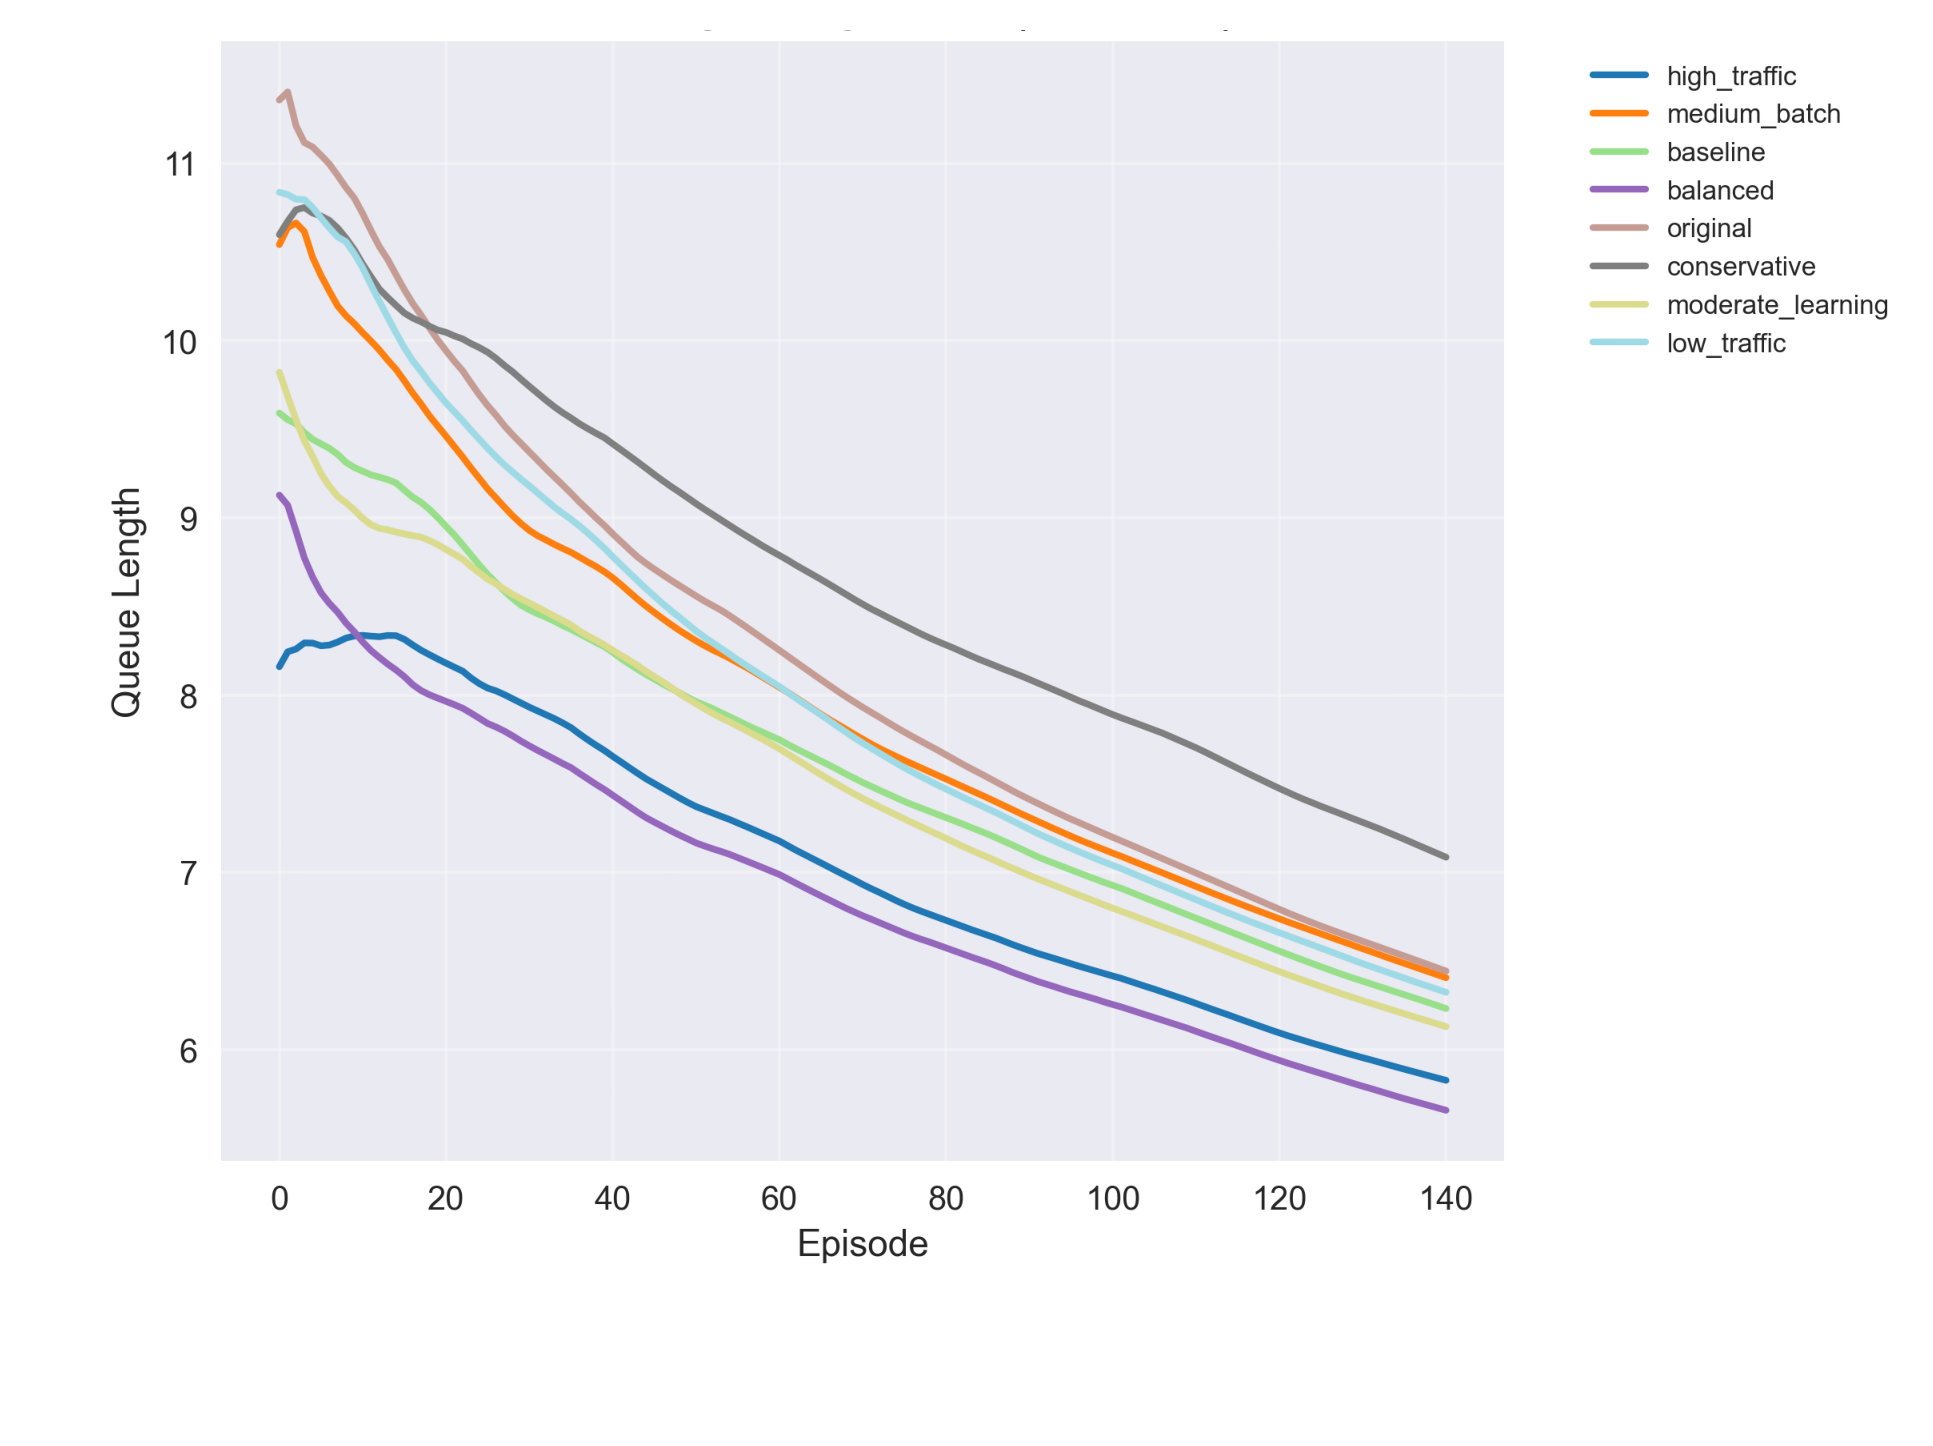 high_traffic
medium_batch
baseline
balanced
original
conservative
moderate_learning
low_traffic
11
10
9
8
7
6
Queue Length
0 20 40 60 80 100 120 140
Episode